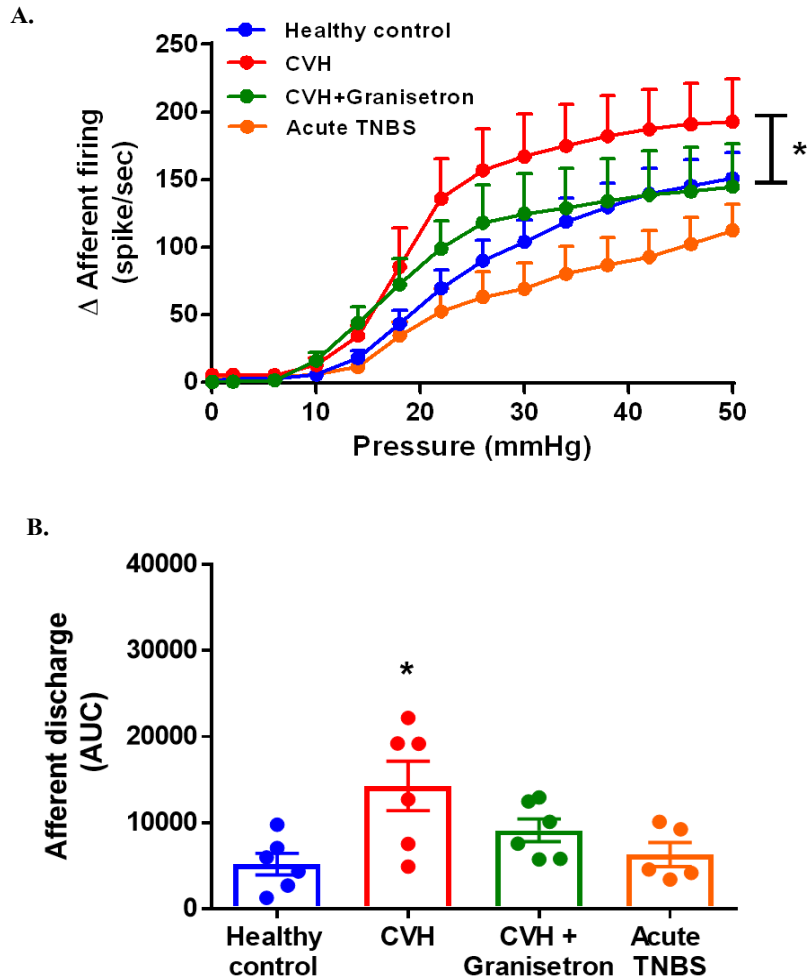 A.
Healthy control
CVH
CVH+Granisetron
Acute TNBS
Δ Afferent firing
(spike/sec)
250
200
150
100
50
0
*
0 10 20 30 40 50
Pressure (mmHg)
B.
Afferent discharge
(AUC)
40000
30000
20000
10000
0
*
Healthy control
CVH
CVH + Granisetron
Acute TNBS